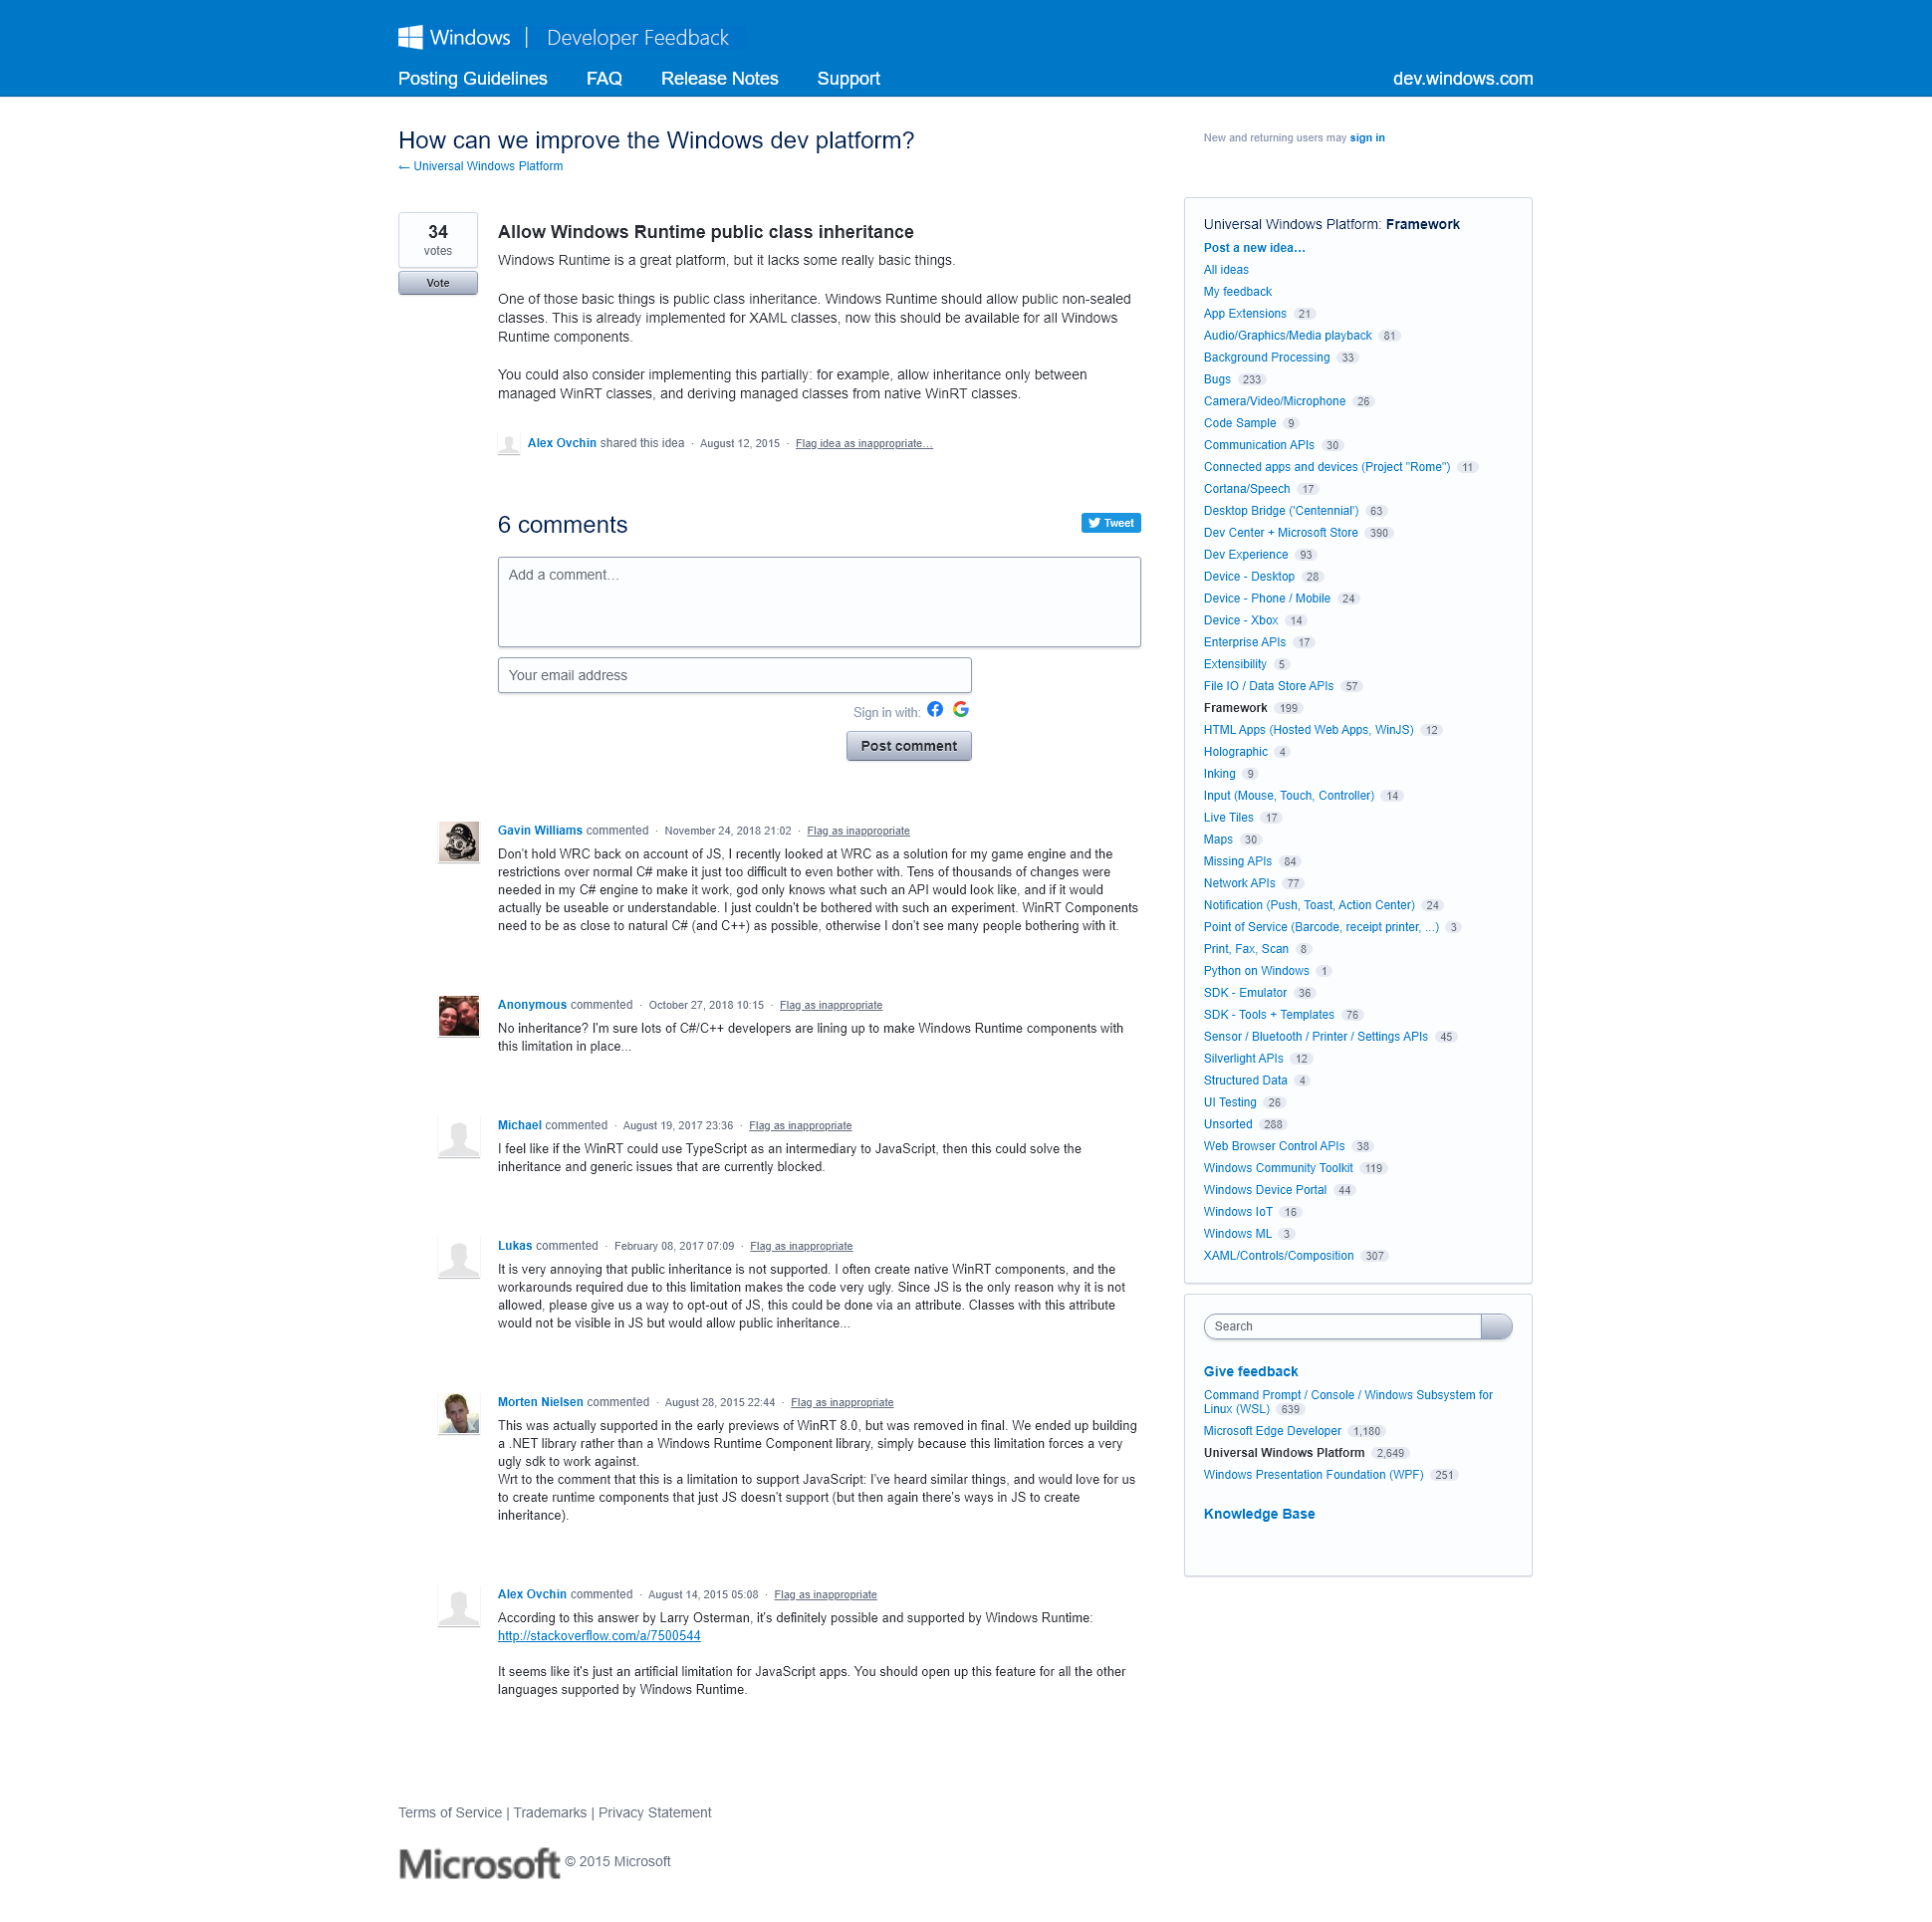 Windows | Developer Feedback
Posting Guidelines FAQ Release Notes Support dev.windows.com
How can we improve the Windows dev platform?
← Universal Windows Platform
New and returning users may sign in
34
votes
Vote
Allow Windows Runtime public class inheritance
Windows Runtime is a great platform, but it lacks some really basic things.
One of those basic things is public class inheritance. Windows Runtime should allow public non-sealed
classes. This is already implemented for XAML classes, now this should be available for all Windows
Runtime components.
You could also consider implementing this partially: for example, allow inheritance only between
managed WinRT classes, and deriving managed classes from native WinRT classes.
Alex Ovchin shared this idea · August 12, 2015 · Flag idea as inappropriate…
6 comments
Tweet
Add a comment…
Your email address
Sign in with:
Post comment
Gavin Williams commented · November 24, 2018 21:02 · Flag as inappropriate
Don't hold WRC back on account of JS, I recently looked at WRC as a solution for my game engine and the
restrictions over normal C# make it just too difficult to even bother with. Tens of thousands of changes were
needed in my C# engine to make it work, god only knows what such an API would look like, and if it would
actually be useable or understandable. I just couldn't be bothered with such an experiment. WinRT Components
need to be as close to natural C# (and C++) as possible, otherwise I don't see many people bothering with it.
Anonymous commented · October 27, 2018 10:15 · Flag as inappropriate
No inheritance? I'm sure lots of C#/C++ developers are lining up to make Windows Runtime components with
this limitation in place...
Michael commented · August 19, 2017 23:36 · Flag as inappropriate
I feel like if the WinRT could use TypeScript as an intermediary to JavaScript, then this could solve the
inheritance and generic issues that are currently blocked.
Lukas commented · February 08, 2017 07:09 · Flag as inappropriate
It is very annoying that public inheritance is not supported. I often create native WinRT components, and the
workarounds required due to this limitation makes the code very ugly. Since JS is the only reason why it is not
allowed, please give us a way to opt-out of JS, this could be done via an attribute. Classes with this attribute
would not be visible in JS but would allow public inheritance...
Morten Nielsen commented · August 28, 2015 22:44 · Flag as inappropriate
This was actually supported in the early previews of WinRT 8.0, but was removed in final. We ended up building
a .NET library rather than a Windows Runtime Component library, simply because this limitation forces a very
ugly sdk to work against.
Wrt to the comment that this is a limitation to support JavaScript: I've heard similar things, and would love for us
to create runtime components that just JS doesn't support (but then again there's ways in JS to create
inheritance).
Alex Ovchin commented · August 14, 2015 05:08 · Flag as inappropriate
According to this answer by Larry Osterman, it's definitely possible and supported by Windows Runtime:
http://stackoverflow.com/a/7500544
It seems like it's just an artificial limitation for JavaScript apps. You should open up this feature for all the other
languages supported by Windows Runtime.
Universal Windows Platform: Framework
Post a new idea…
All ideas
My feedback
App Extensions 21
Audio/Graphics/Media playback 81
Background Processing 33
Bugs 233
Camera/Video/Microphone 26
Code Sample 9
Communication APIs 30
Connected apps and devices (Project "Rome") 11
Cortana/Speech 17
Desktop Bridge ('Centennial') 63
Dev Center + Microsoft Store 390
Dev Experience 93
Device - Desktop 28
Device - Phone / Mobile 24
Device - Xbox 14
Enterprise APIs 17
Extensibility 5
File IO / Data Store APIs 57
Framework 199
HTML Apps (Hosted Web Apps, WinJS) 12
Holographic 4
Inking 9
Input (Mouse, Touch, Controller) 14
Live Tiles 17
Maps 30
Missing APIs 84
Network APIs 77
Notification (Push, Toast, Action Center) 24
Point of Service (Barcode, receipt printer, ...) 3
Print, Fax, Scan 8
Python on Windows 1
SDK - Emulator 36
SDK - Tools + Templates 76
Sensor / Bluetooth / Printer / Settings APIs 45
Silverlight APIs 12
Structured Data 4
UI Testing 26
Unsorted 288
Web Browser Control APIs 38
Windows Community Toolkit 119
Windows Device Portal 44
Windows IoT 16
Windows ML 3
XAML/Controls/Composition 307
Search
Give feedback
Command Prompt / Console / Windows Subsystem for
Linux (WSL) 639
Microsoft Edge Developer 1,180
Universal Windows Platform 2,649
Windows Presentation Foundation (WPF) 251
Knowledge Base
Terms of Service | Trademarks | Privacy Statement
Microsoft © 2015 Microsoft